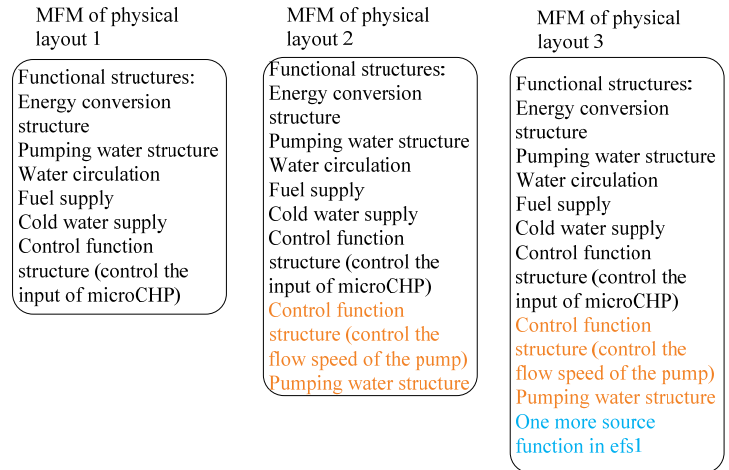 MFM of physical
layout 1
Functional structures:
Energy conversion
structure
Pumping water structure
Water circulation
Fuel supply
Cold water supply
Control function
structure (control the
input of microCHP)
MFM of physical
layout 2
Functional structures:
Energy conversion
structure
Pumping water structure
Water circulation
Fuel supply
Cold water supply
Control function
structure (control the
input of microCHP)
Control function
structure (control the
flow speed of the pump)
Pumping water structure
MFM of physical
layout 3
Functional structures:
Energy conversion
structure
Pumping water structure
Water circulation
Fuel supply
Cold water supply
Control function
structure (control the
input of microCHP)
Control function
structure (control the
flow speed of the pump)
Pumping water structure
One more source
function in efs1